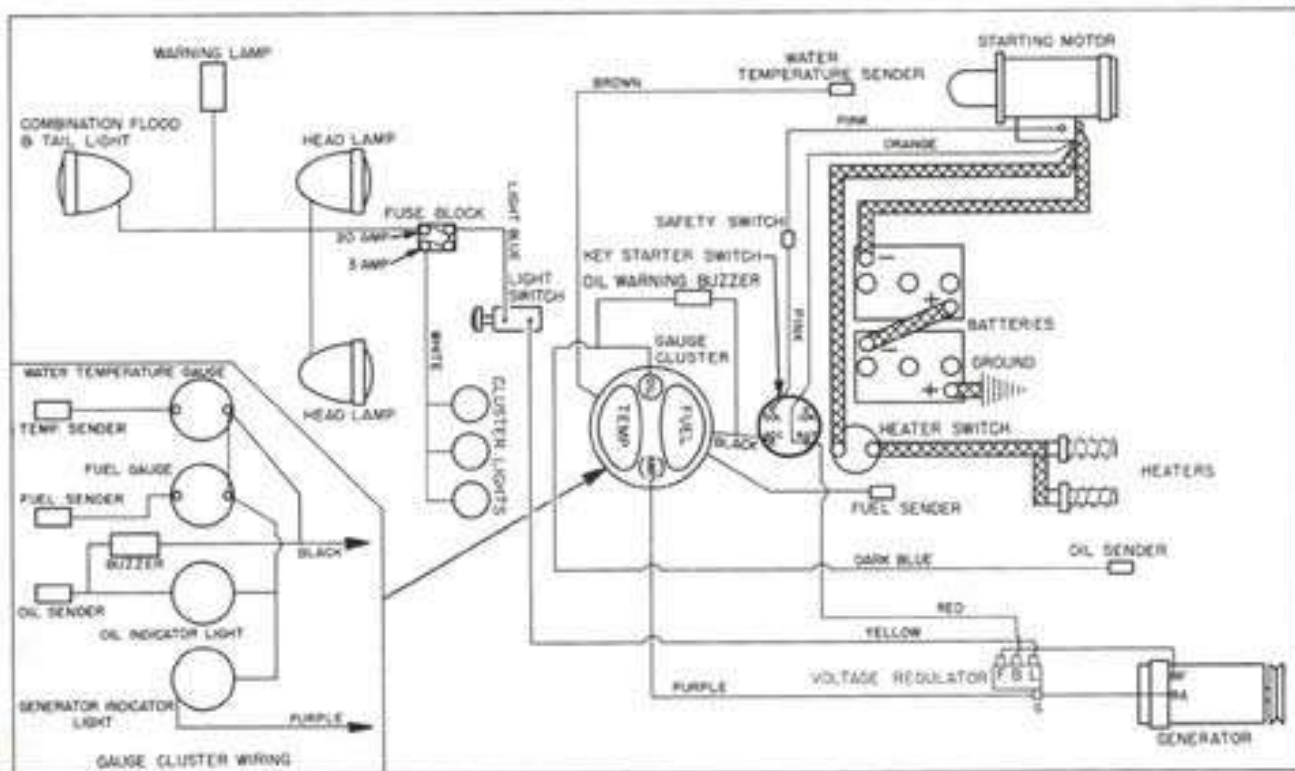 WARNING LAMP
COMBINATION FLOOD
& TAIL LIGHT
HEAD LAMP
FUSE BLOCK
20 AMP
5 AMP
LIGHT BLUE
LIGHT
SWITCH
WHITE
HEAD LAMP
CLUSTER LIGHTS
BROWN
WATER
TEMPERATURE SENDER
STARTING MOTOR
PINK
ORANGE
SAFETY SWITCH
KEY STARTER SWITCH
OIL WARNING BUZZER
PINK
GAUGE
CLUSTER
TEMP
FUEL
OIL
BLACK
BATTERIES
GROUND
HEATER SWITCH
HEATERS
FUEL SENDER
DARK BLUE
OIL SENDER
RED
YELLOW
VOLTAGE REGULATOR
F B L
PURPLE
GENERATOR
WATER TEMPERATURE GAUGE
TEMP. SENDER
FUEL GAUGE
FUEL SENDER
BLACK
BUZZER
OIL SENDER
OIL INDICATOR LIGHT
GENERATOR INDICATOR
LIGHT
PURPLE
GAUGE CLUSTER WIRING